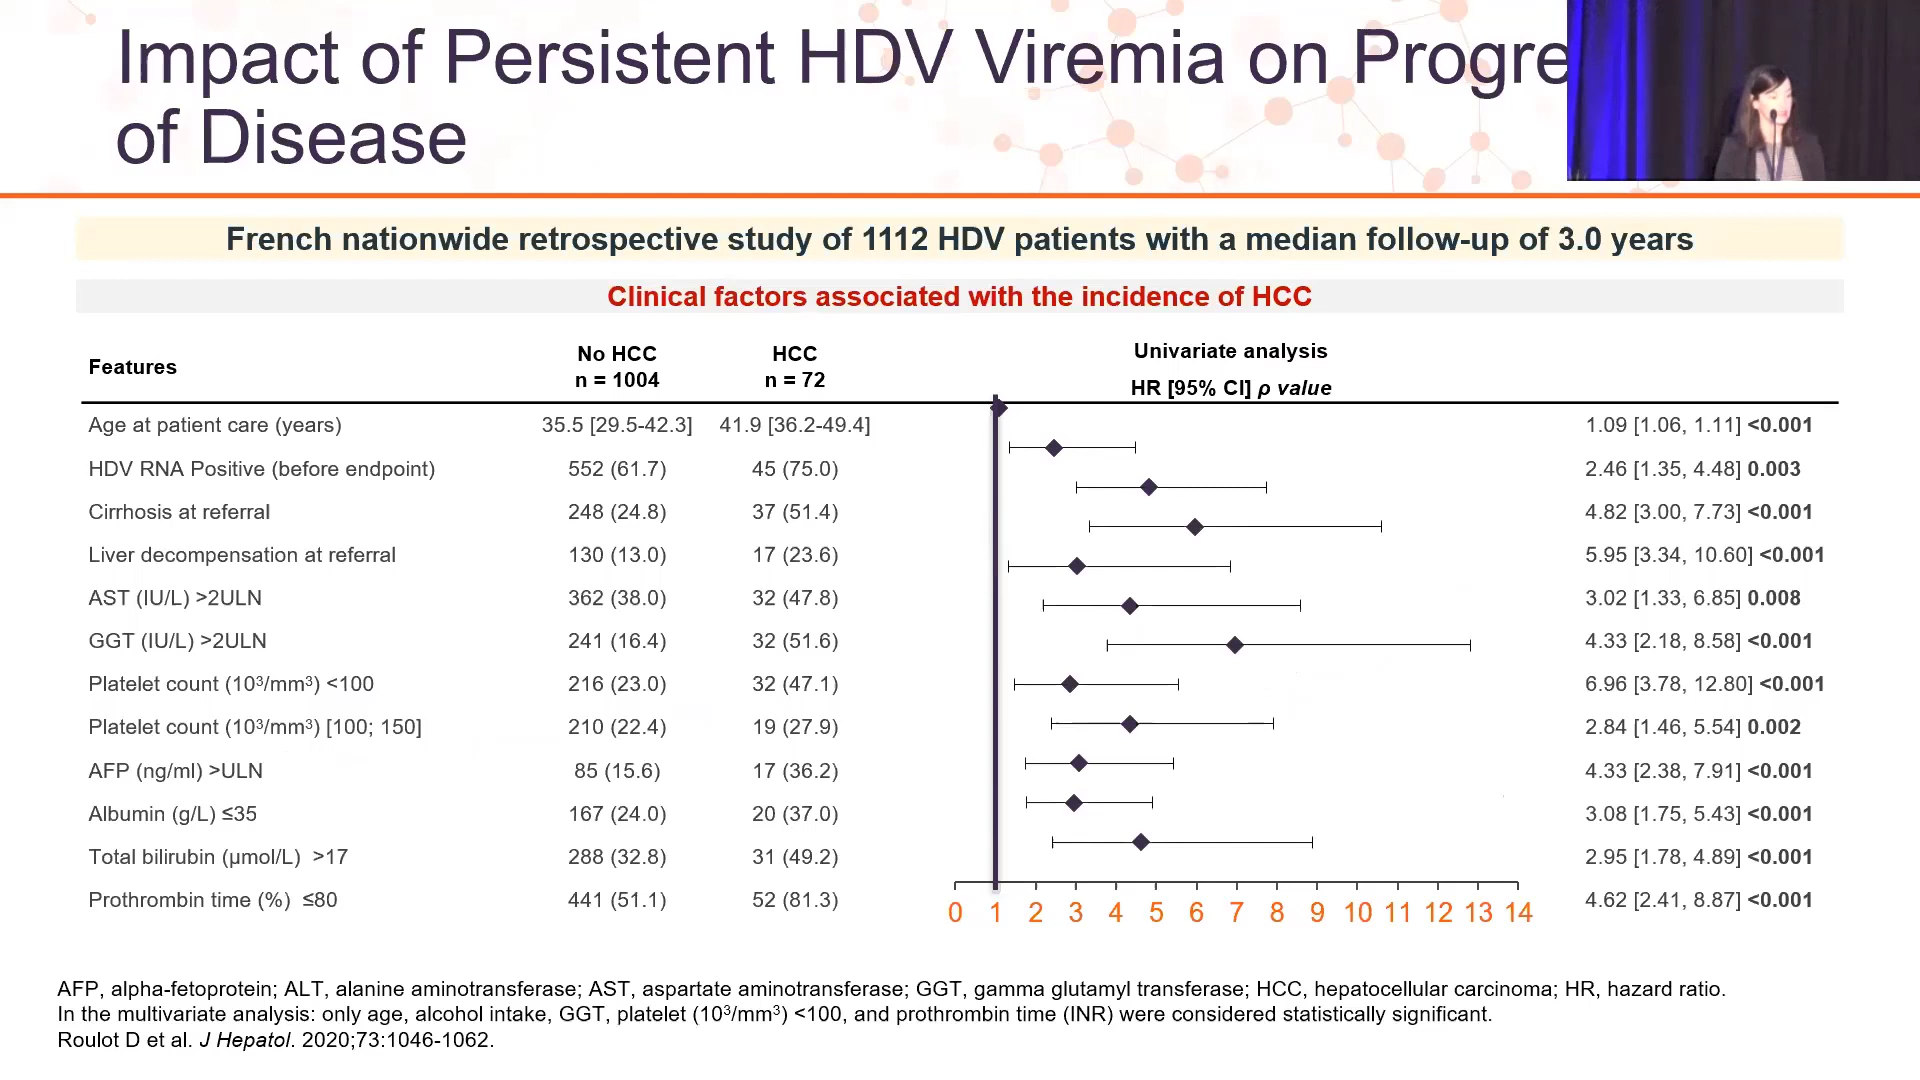 Impact of Persistent HDV Viremia on Progre
of Disease
French nationwide retrospective study of 1112 HDV patients with a median follow-up of 3.0 years
Clinical factors associated with the incidence of HCC
Features No HCC n = 1004 HCC n = 72 Univariate analysis HR [95% CI] ρ value
Age at patient care (years) 35.5 [29.5-42.3] 41.9 [36.2-49.4] 1.09 [1.06, 1.11] <0.001
HDV RNA Positive (before endpoint) 552 (61.7) 45 (75.0) 2.46 [1.35, 4.48] 0.003
Cirrhosis at referral 248 (24.8) 37 (51.4) 4.82 [3.00, 7.73] <0.001
Liver decompensation at referral 130 (13.0) 17 (23.6) 5.95 [3.34, 10.60] <0.001
AST (IU/L) >2ULN 362 (38.0) 32 (47.8) 3.02 [1.33, 6.85] 0.008
GGT (IU/L) >2ULN 241 (16.4) 32 (51.6) 4.33 [2.18, 8.58] <0.001
Platelet count (10³/mm³) <100 216 (23.0) 32 (47.1) 6.96 [3.78, 12.80] <0.001
Platelet count (10³/mm³) [100; 150] 210 (22.4) 19 (27.9) 2.84 [1.46, 5.54] 0.002
AFP (ng/ml) >ULN 85 (15.6) 17 (36.2) 4.33 [2.38, 7.91] <0.001
Albumin (g/L) ≤35 167 (24.0) 20 (37.0) 3.08 [1.75, 5.43] <0.001
Total bilirubin (µmol/L) >17 288 (32.8) 31 (49.2) 2.95 [1.78, 4.89] <0.001
Prothrombin time (%) ≤80 441 (51.1) 52 (81.3) 4.62 [2.41, 8.87] <0.001
0 1 2 3 4 5 6 7 8 9 10 11 12 13 14
AFP, alpha-fetoprotein; ALT, alanine aminotransferase; AST, aspartate aminotransferase; GGT, gamma glutamyl transferase; HCC, hepatocellular carcinoma; HR, hazard ratio.
In the multivariate analysis: only age, alcohol intake, GGT, platelet (10³/mm³) <100, and prothrombin time (INR) were considered statistically significant.
Roulot D et al. J Hepatol. 2020;73:1046-1062.